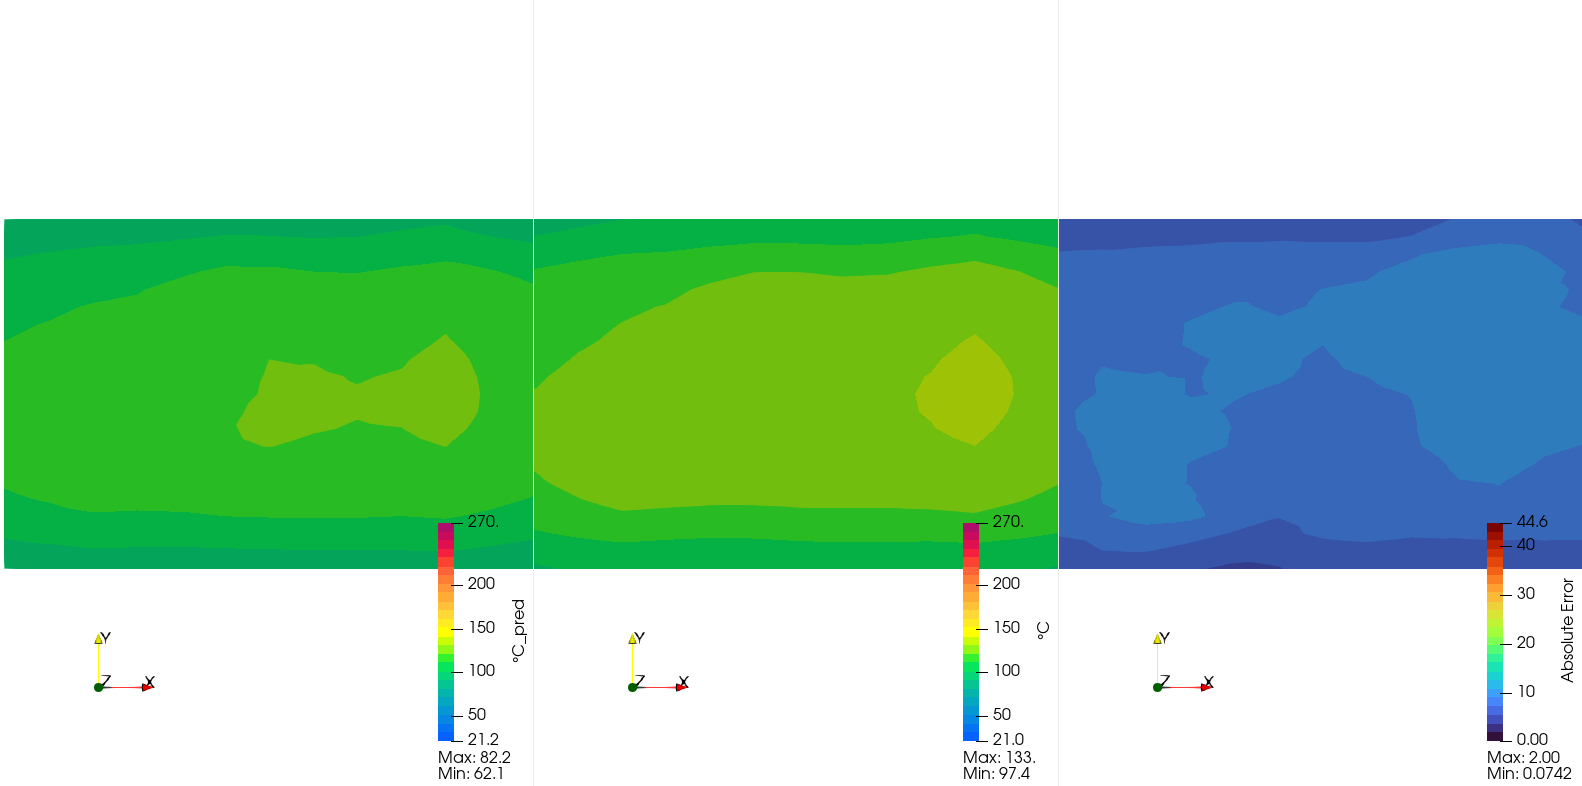 270.
200
150
100
50
21.2
°C_pred
Max: 82.2
Min: 62.1
Y
Z
X
270.
200
150
100
50
21.0
°C
Max: 133.
Min: 97.4
Y
Z
X
44.6
40
30
20
10
0.00
Absolute Error
Max: 2.00
Min: 0.0742
Y
Z
X